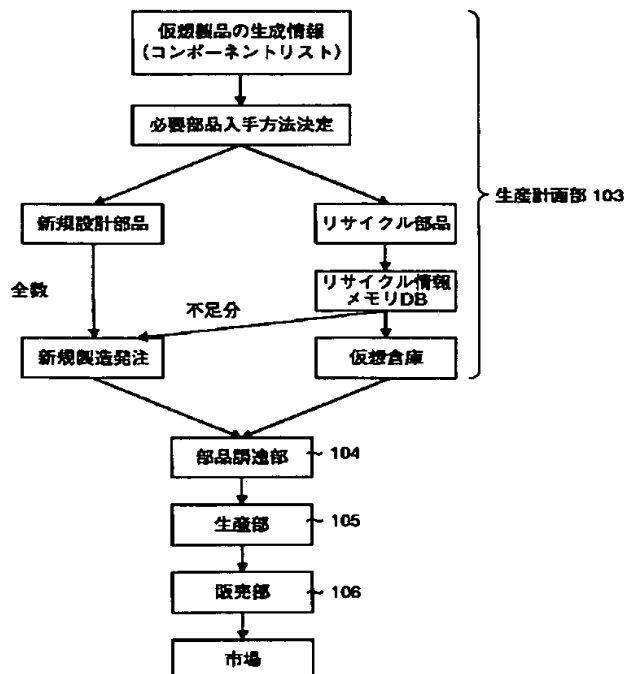 仮想製品の生成情報
(コンポーネントリスト)
必要部品入手方法決定
生産計画部 103
新規設計部品
リサイクル部品
全数
リサイクル情報
メモリDB
不足分
新規製造発注
仮想倉庫
部品調達部
104
生産部
105
販売部
106
市場